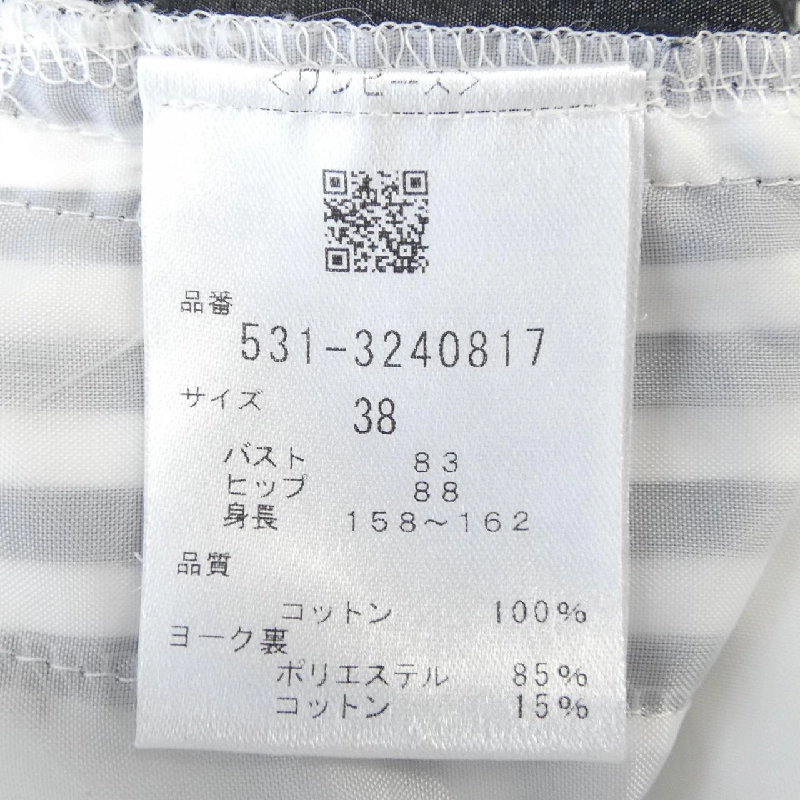 <ワンピース>
品番
531-3240817
サイズ
38
バスト 83
ヒップ 88
身長 158～162
品質
コットン 100%
ヨーク裏
ポリエステル 85%
コットン 15%